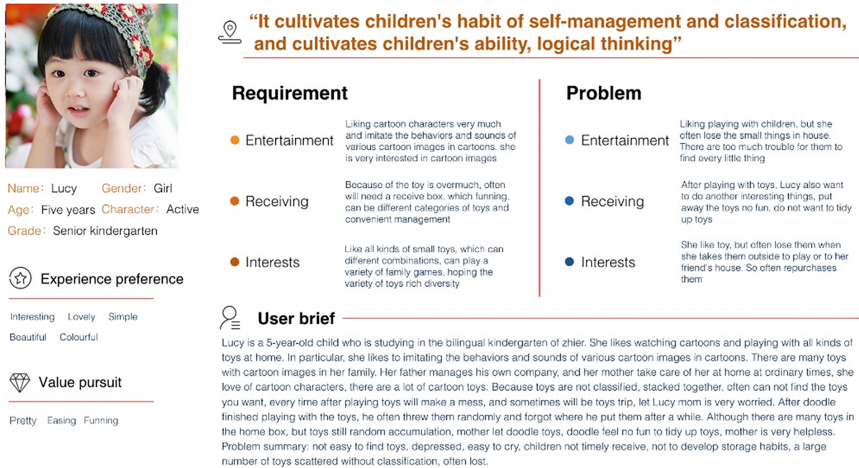 “It cultivates children's habit of self-management and classification,
and cultivates children's ability, logical thinking”
Name： Lucy Gender： Girl
Age： Five years Character： Active
Grade： Senior kindergarten
Experience preference
Interesting Lovely Simple
Beautiful Colourful
Value pursuit
Pretty Easing Funning
Requirement
Entertainment
Liking cartoon characters very much
and imitate the behaviors and sounds of
various cartoon images in cartoons. she
is very interested in cartoon images
Receiving
Because of the toy is overmuch, often
will need a receive box. which funning,
can be different categories of toys and
convenient management
Interests
Like all kinds of small toys, which can
different combinations, can play a
variety of family games, hoping the
variety of toys rich diversity
Problem
Entertainment
Liking playing with children, but she
often lose the small things in house.
There are too much trouble for them to
find every little thing
Receiving
After playing with toys, Lucy also want
to do another interesting things, put
away the toys no fun, do not want to tidy
up toys
Interests
She like toy, but often lose them when
she takes them outside to play or to her
friend's house. So often repurchases
them
User brief
Lucy is a 5-year-old child who is studying in the bilingual kindergarten of zhier. She likes watching cartoons and playing with all kinds of
toys at home. In particular, she likes to imitating the behaviors and sounds of various cartoon images in cartoons. There are many toys
with cartoon images in her family. Her father manages his own company, and her mother take care of her at home at ordinary times, she
love of cartoon characters, there are a lot of cartoon toys. Because toys are not classified, stacked together, often can not find the toys
you want, every time after playing toys will make a mess, and sometimes will be toys trip, let Lucy mom is very worried. After doodle
finished playing with the toys, he often threw them randomly and forgot where he put them after a while. Although there are many toys in
the home box, but toys still random accumulation, mother let doodle toys, doodle feel no fun to tidy up toys, mother is very helpless.
Problem summary: not easy to find toys, depressed, easy to cry, children not timely receive, not to develop storage habits, a large
number of toys scattered without classification, often lost.